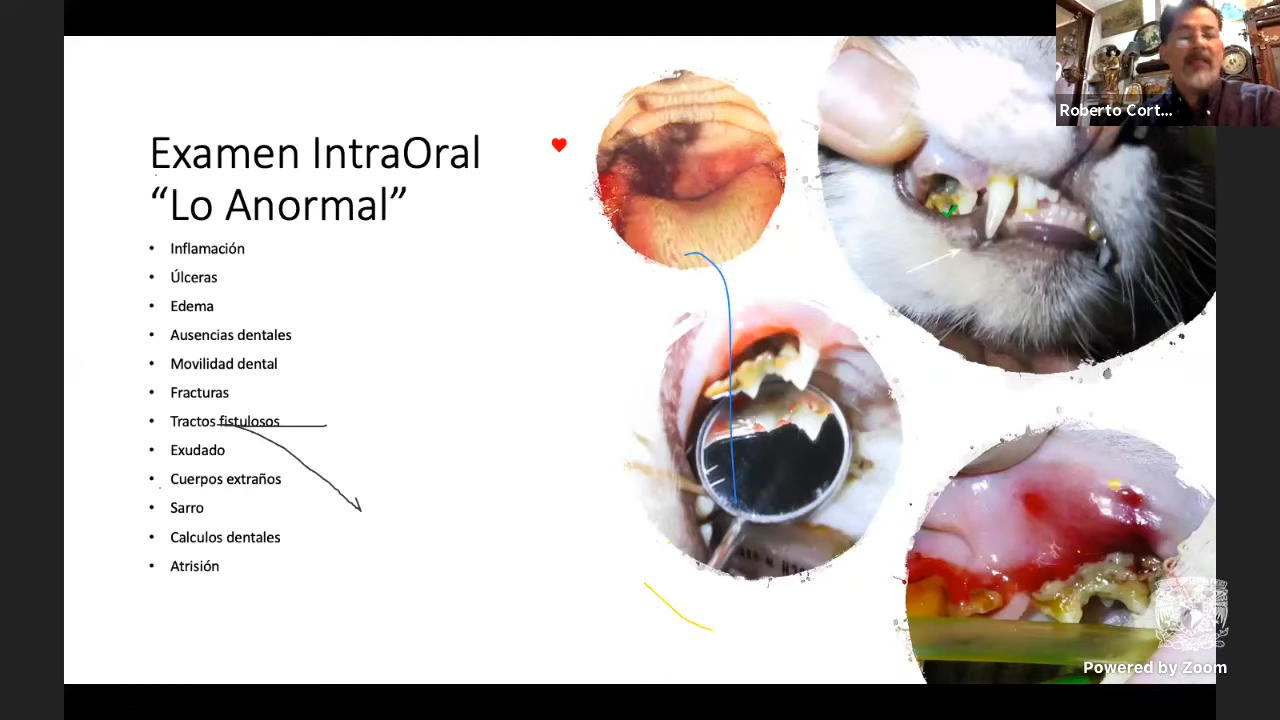 Roberto Cort...
Examen IntraOral
“Lo Anormal”
• Inflamación
• Úlceras
• Edema
• Ausencias dentales
• Movilidad dental
• Fracturas
• Tractos fistulosos
• Exudado
• Cuerpos extraños
• Sarro
• Calculos dentales
• Atrisión
Powered by Zoom